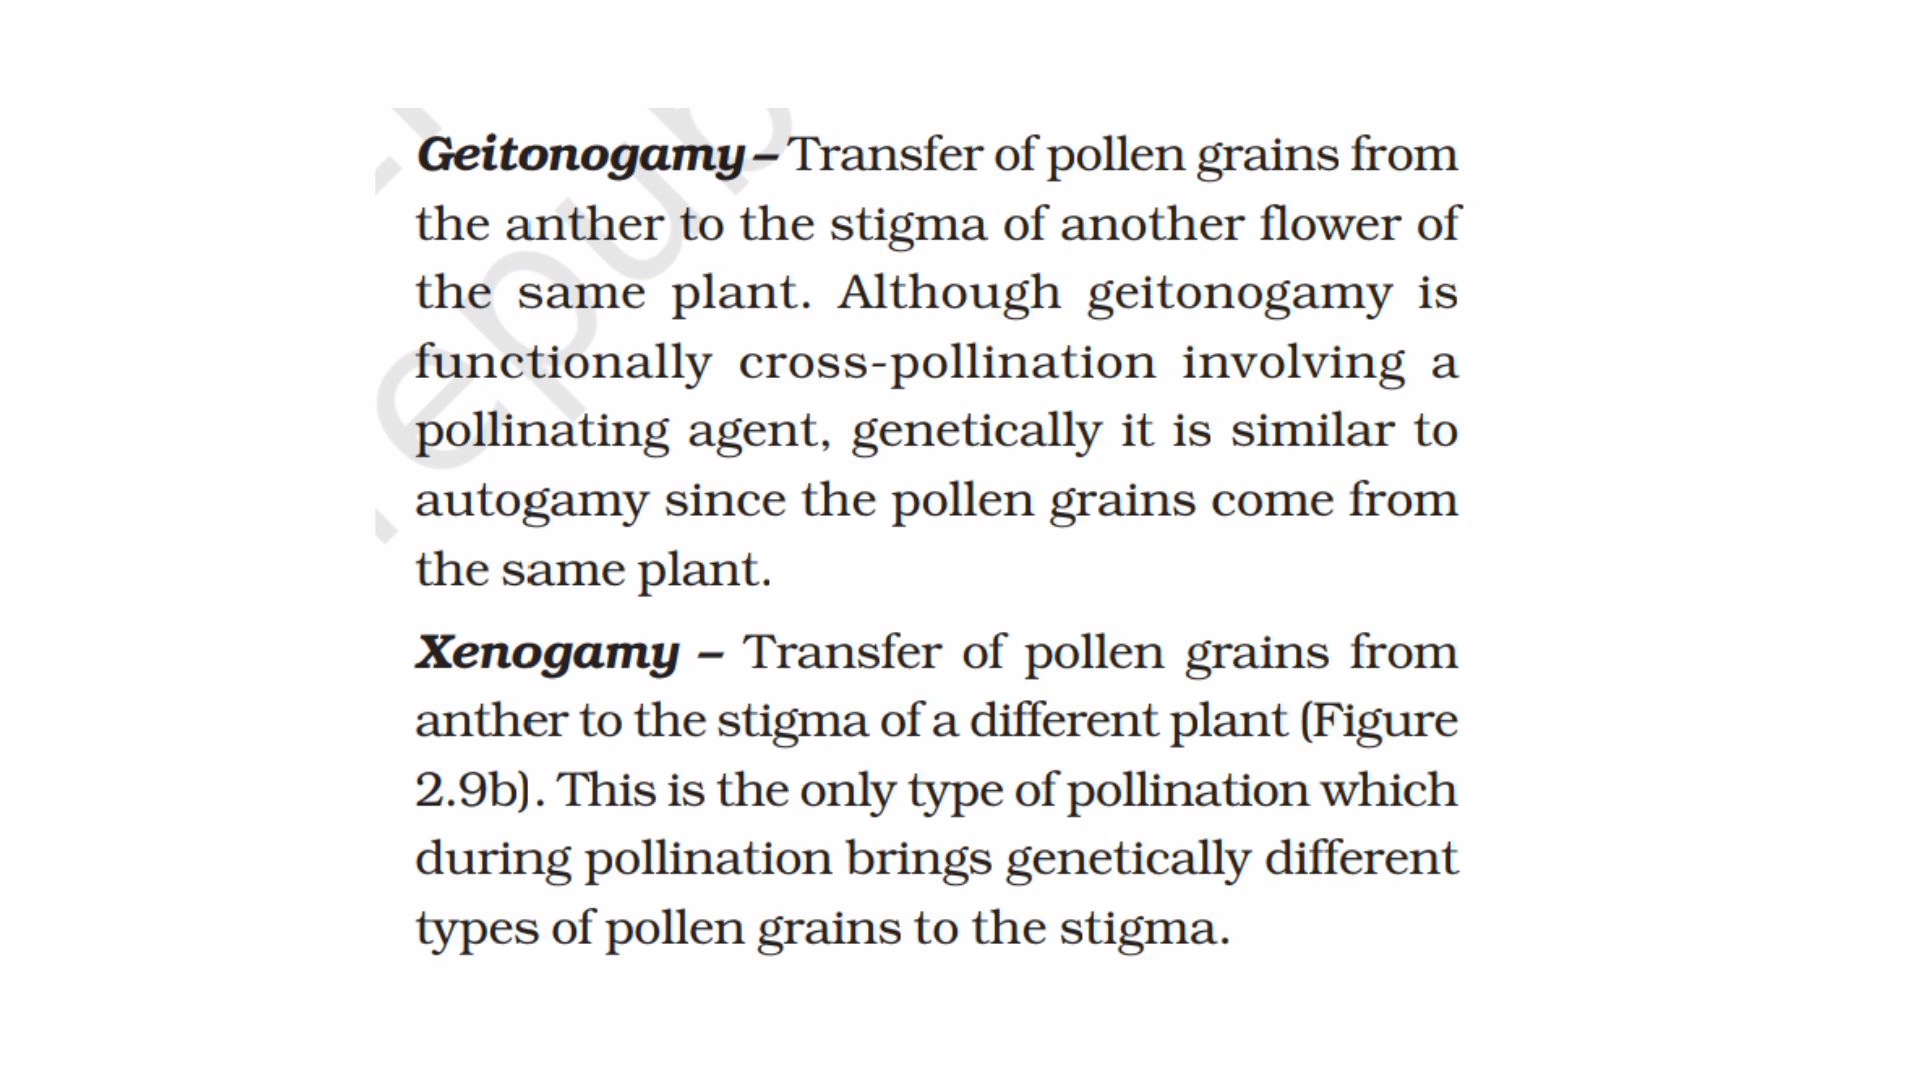 Geitonogamy – Transfer of pollen grains from
the anther to the stigma of another flower of
the same plant. Although geitonogamy is
functionally cross-pollination involving a
pollinating agent, genetically it is similar to
autogamy since the pollen grains come from
the same plant.
Xenogamy – Transfer of pollen grains from
anther to the stigma of a different plant (Figure
2.9b). This is the only type of pollination which
during pollination brings genetically different
types of pollen grains to the stigma.